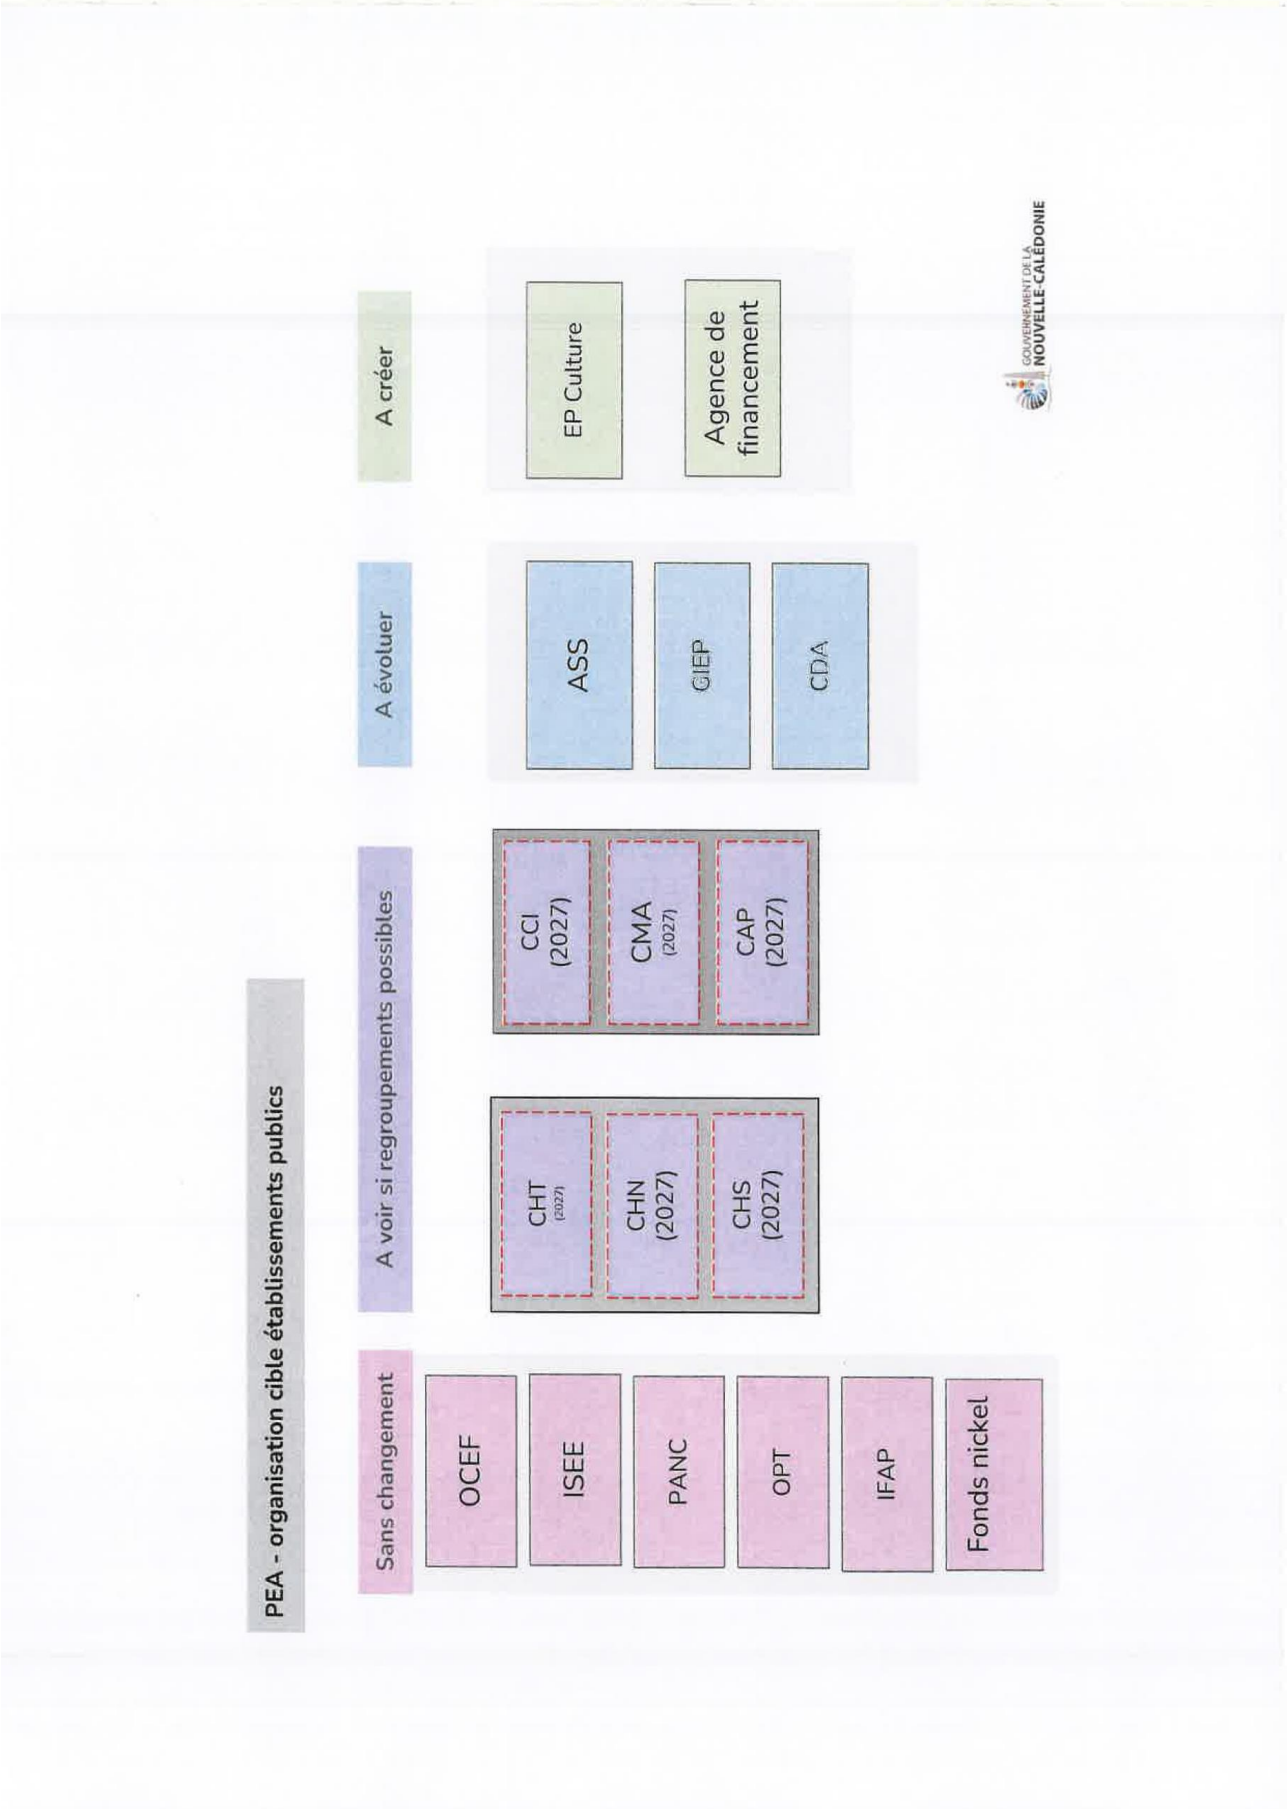 PEA - organisation cible établissements publics
Sans changement
OCEF
ISEE
PANC
OPT
IFAP
Fonds nickel
A voir si regroupements possibles
CHT
(2027)
CHN
(2027)
CHS
(2027)
CCI
(2027)
CMA
(2027)
CAP
(2027)
A évoluer
ASS
GIEP
CDA
A créer
EP Culture
Agence de
financement
GOUVERNEMENT DE LA
NOUVELLE-CALÉDONIE